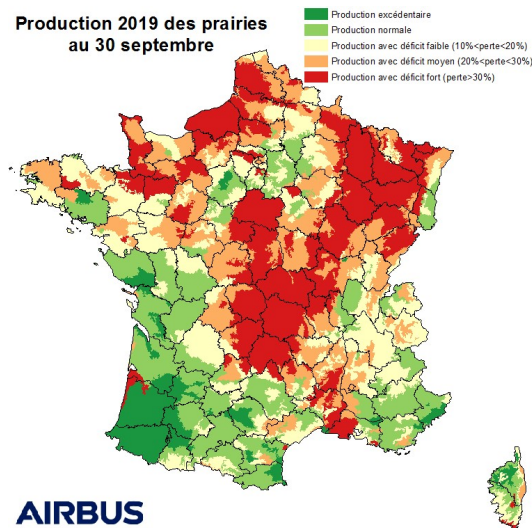 Production 2019 des prairies
au 30 septembre
Production excédentaire
Production normale
Production avec déficit faible (10%<perte<20%)
Production avec déficit moyen (20%<perte<30%)
Production avec déficit fort (perte>30%)
AIRBUS